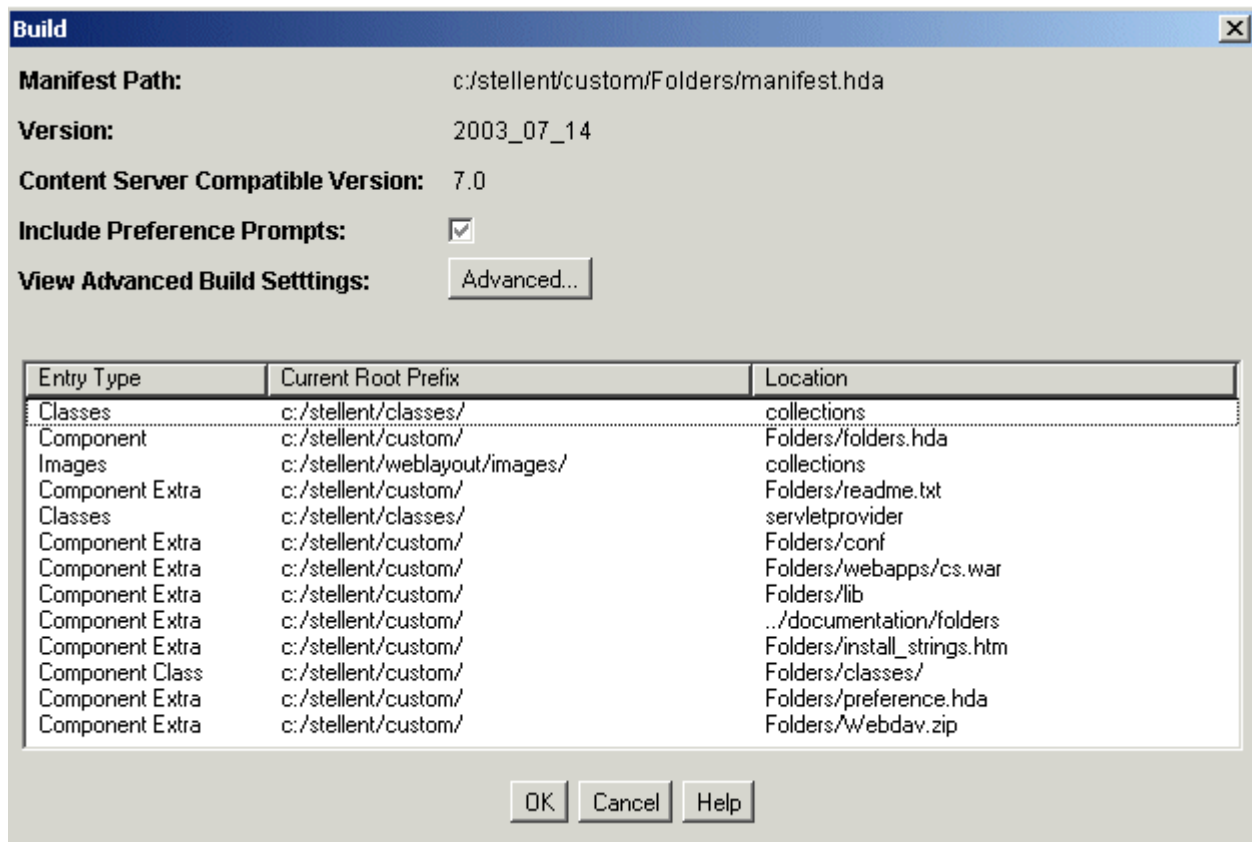 Build
Manifest Path: c:/stellent/custom/Folders/manifest.hda
Version: 2003_07_14
Content Server Compatible Version: 7.0
Include Preference Prompts:
View Advanced Build Setttings: Advanced...
Entry Type Current Root Prefix Location
Classes c:/stellent/classes/ collections
Component c:/stellent/custom/ Folders/folders.hda
Images c:/stellent/weblayout/images/ collections
Component Extra c:/stellent/custom/ Folders/readme.txt
Classes c:/stellent/classes/ servletprovider
Component Extra c:/stellent/custom/ Folders/conf
Component Extra c:/stellent/custom/ Folders/webapps/cs.war
Component Extra c:/stellent/custom/ Folders/lib
Component Extra c:/stellent/custom/ ../documentation/folders
Component Extra c:/stellent/custom/ Folders/install_strings.htm
Component Class c:/stellent/custom/ Folders/classes/
Component Extra c:/stellent/custom/ Folders/preference.hda
Component Extra c:/stellent/custom/ Folders/Webdav.zip
OK Cancel Help